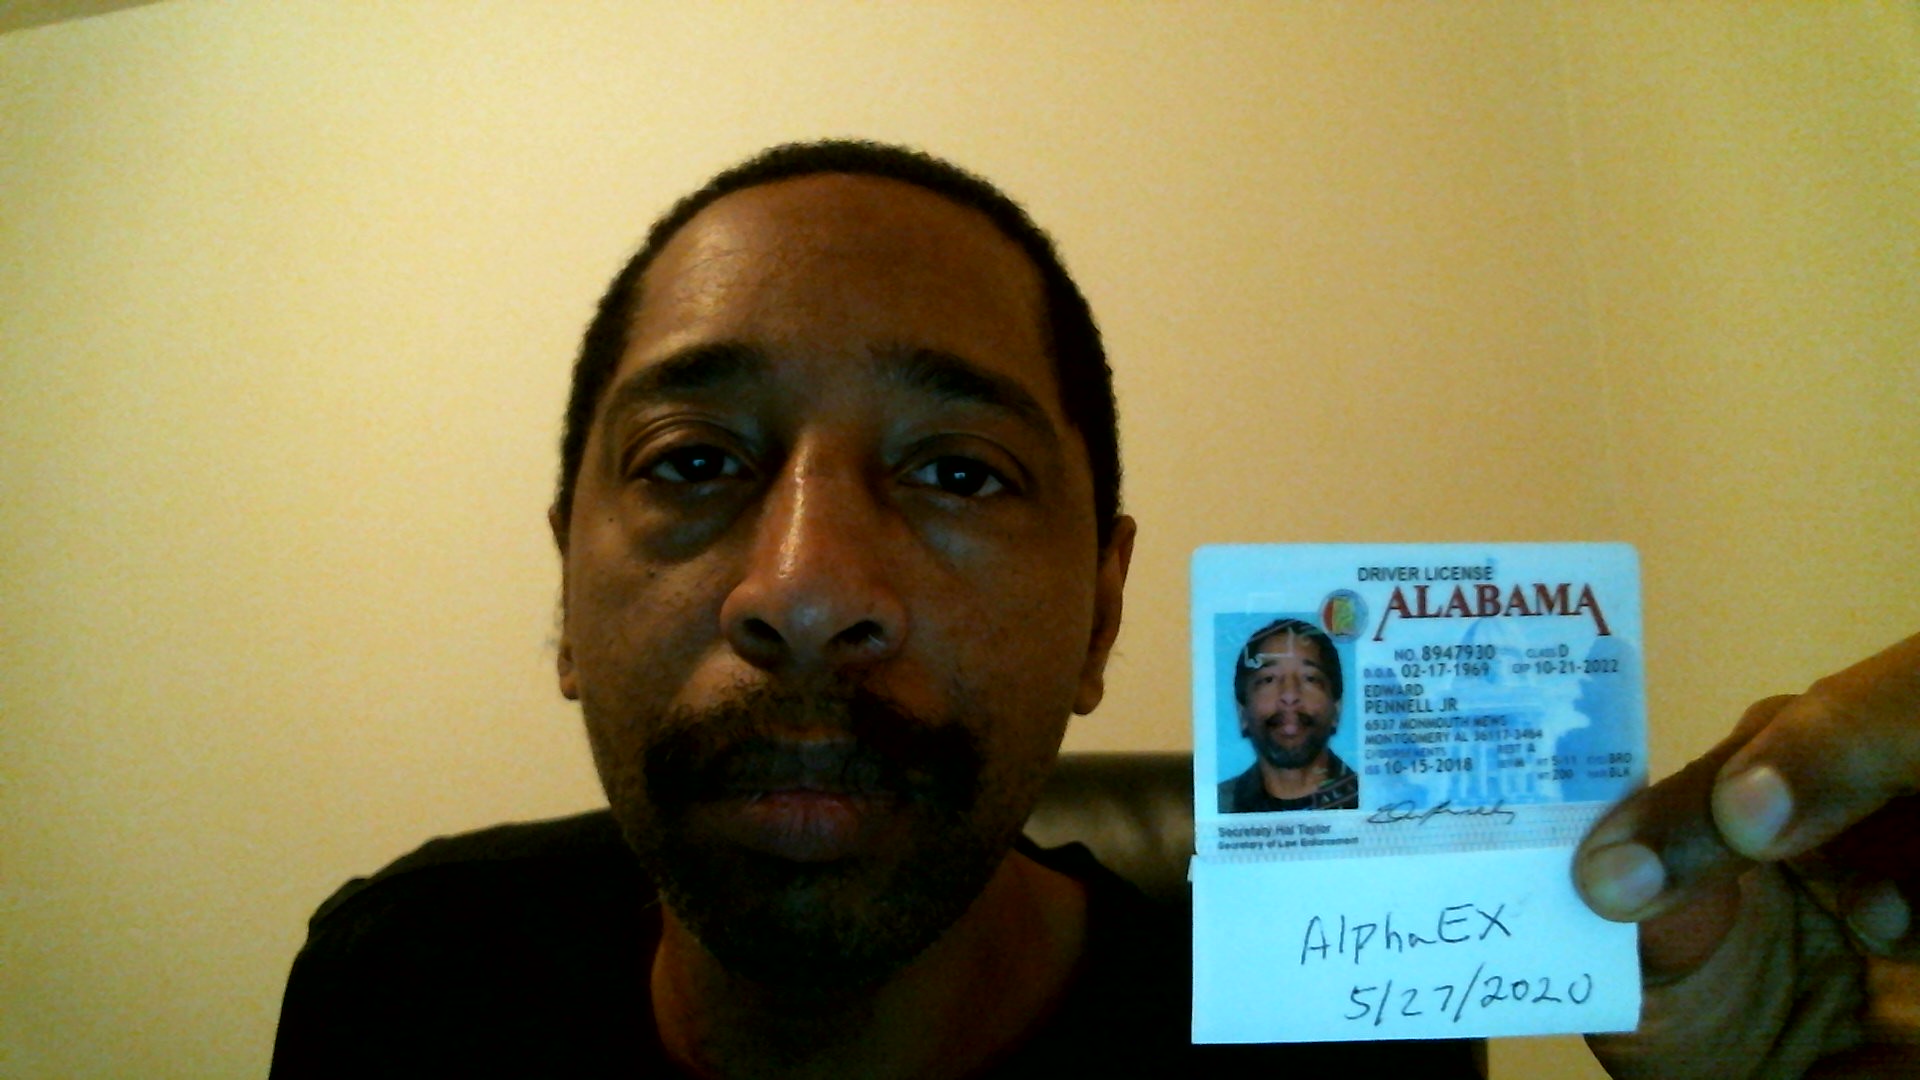 DRIVER LICENSE
ALABAMA
NO. 8947930 CLASS D
D.O.B. 02-17-1969 EXP 10-21-2022
EDWARD
PENNELL JR
6537 MONMOUTH MEWS
MONTGOMERY AL 36117-3464
ENDORSEMENTS REST A
ISS 10-15-2018 HT 5-11 EYES BRO
WT 200 HAIR BLK
Secretary Hal Taylor
Secretary of Law Enforcement
AlphaEX
5/27/2020